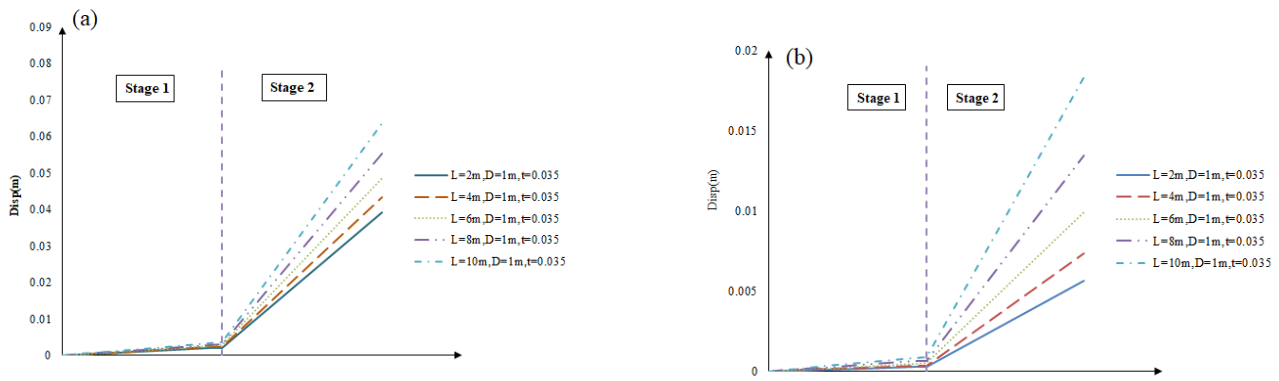 (a)
0.09
0.08
0.07
0.06
0.05
0.04
0.03
0.02
0.01
0
Disp(m)
Stage 1
Stage 2
L=2m,D=1m,t=0.035
L=4m,D=1m,t=0.035
L=6m,D=1m,t=0.035
L=8m,D=1m,t=0.035
L=10m,D=1m,t=0.035
(b)
0.02
0.015
0.01
0.005
0
Disp(m)
Stage 1
Stage 2
L=2m,D=1m,t=0.035
L=4m,D=1m,t=0.035
L=6m,D=1m,t=0.035
L=8m,D=1m,t=0.035
L=10m,D=1m,t=0.035